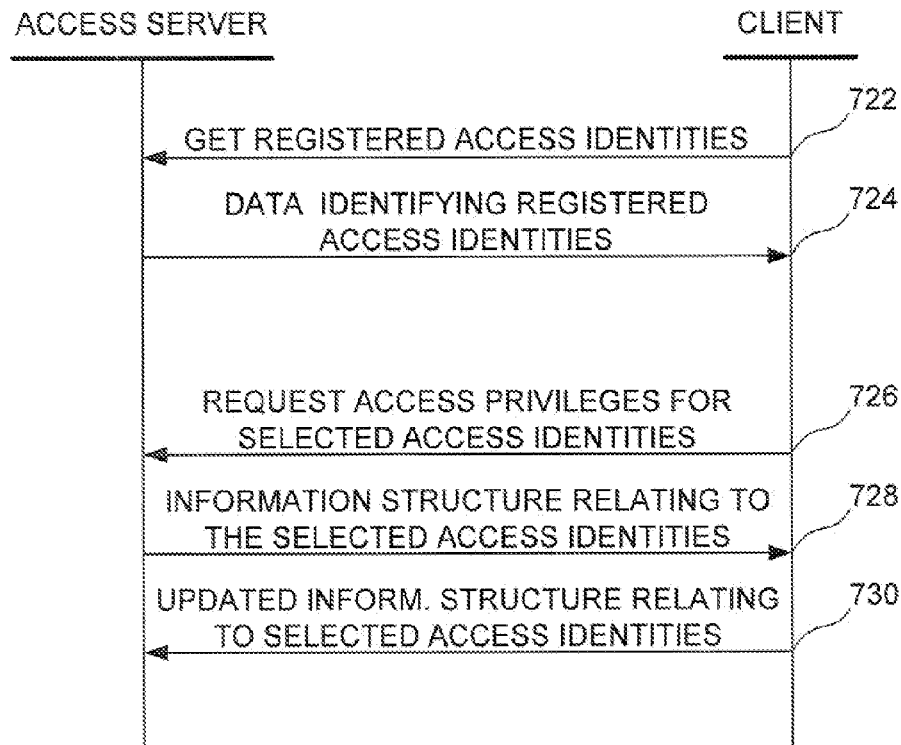 ACCESS SERVER
CLIENT
722
GET REGISTERED ACCESS IDENTITIES
DATA IDENTIFYING REGISTERED
ACCESS IDENTITIES
724
REQUEST ACCESS PRIVILEGES FOR
SELECTED ACCESS IDENTITIES
726
INFORMATION STRUCTURE RELATING TO
THE SELECTED ACCESS IDENTITIES
728
UPDATED INFORM. STRUCTURE RELATING
TO SELECTED ACCESS IDENTITIES
730